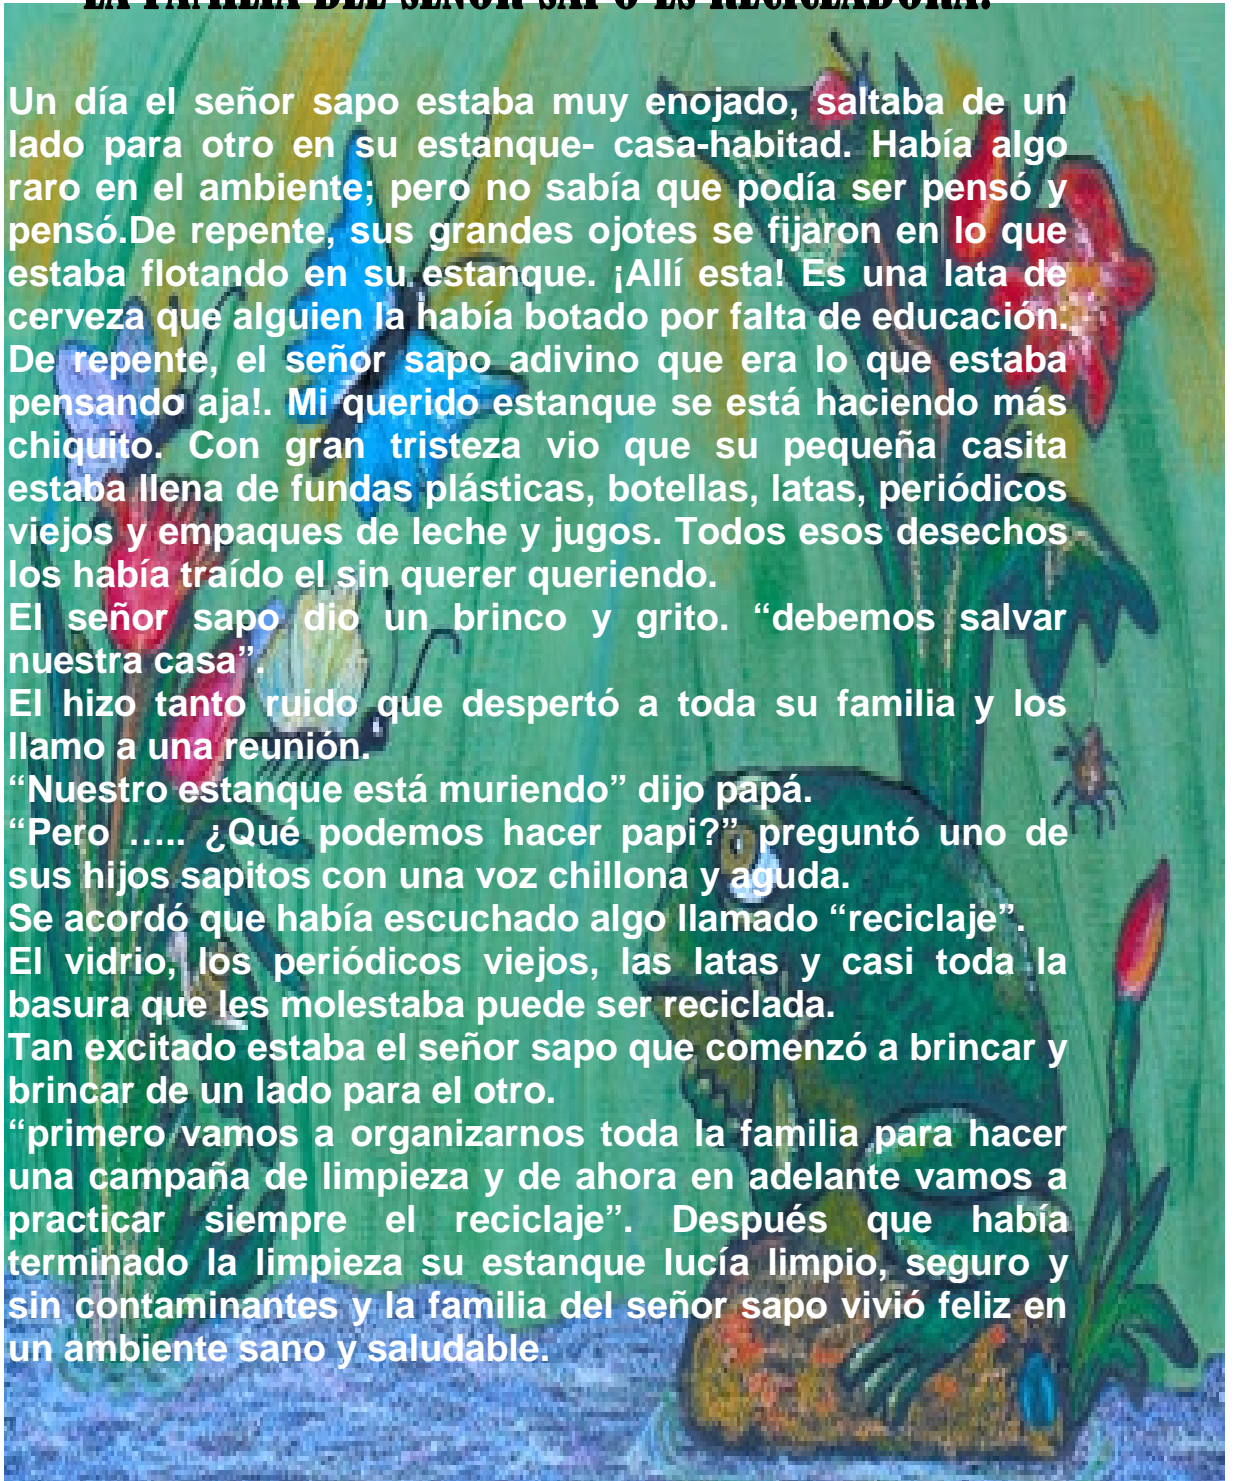 LA FAMILIA DEL SEÑOR SAPO ES RECICLADORA.
Un día el señor sapo estaba muy enojado, saltaba de un
lado para otro en su estanque- casa-habitad. Había algo
raro en el ambiente; pero no sabía que podía ser pensó y
pensó.De repente, sus grandes ojotes se fijaron en lo que
estaba flotando en su estanque. ¡Allí esta! Es una lata de
cerveza que alguien la había botado por falta de educación.
De repente, el señor sapo adivino que era lo que estaba
pensando aja!. Mi querido estanque se está haciendo más
chiquito. Con gran tristeza vio que su pequeña casita
estaba llena de fundas plásticas, botellas, latas, periódicos
viejos y empaques de leche y jugos. Todos esos desechos
los había traído el sin querer queriendo.
El señor sapo dio un brinco y grito. “debemos salvar
nuestra casa”.
El hizo tanto ruido que despertó a toda su familia y los
llamo a una reunión.
“Nuestro estanque está muriendo” dijo papá.
“Pero ….. ¿Qué podemos hacer papi?” preguntó uno de
sus hijos sapitos con una voz chillona y aguda.
Se acordó que había escuchado algo llamado “reciclaje”.
El vidrio, los periódicos viejos, las latas y casi toda la
basura que les molestaba puede ser reciclada.
Tan excitado estaba el señor sapo que comenzó a brincar y
brincar de un lado para el otro.
“primero vamos a organizarnos toda la familia para hacer
una campaña de limpieza y de ahora en adelante vamos a
practicar siempre el reciclaje”. Después que había
terminado la limpieza su estanque lucía limpio, seguro y
sin contaminantes y la familia del señor sapo vivió feliz en
un ambiente sano y saludable.